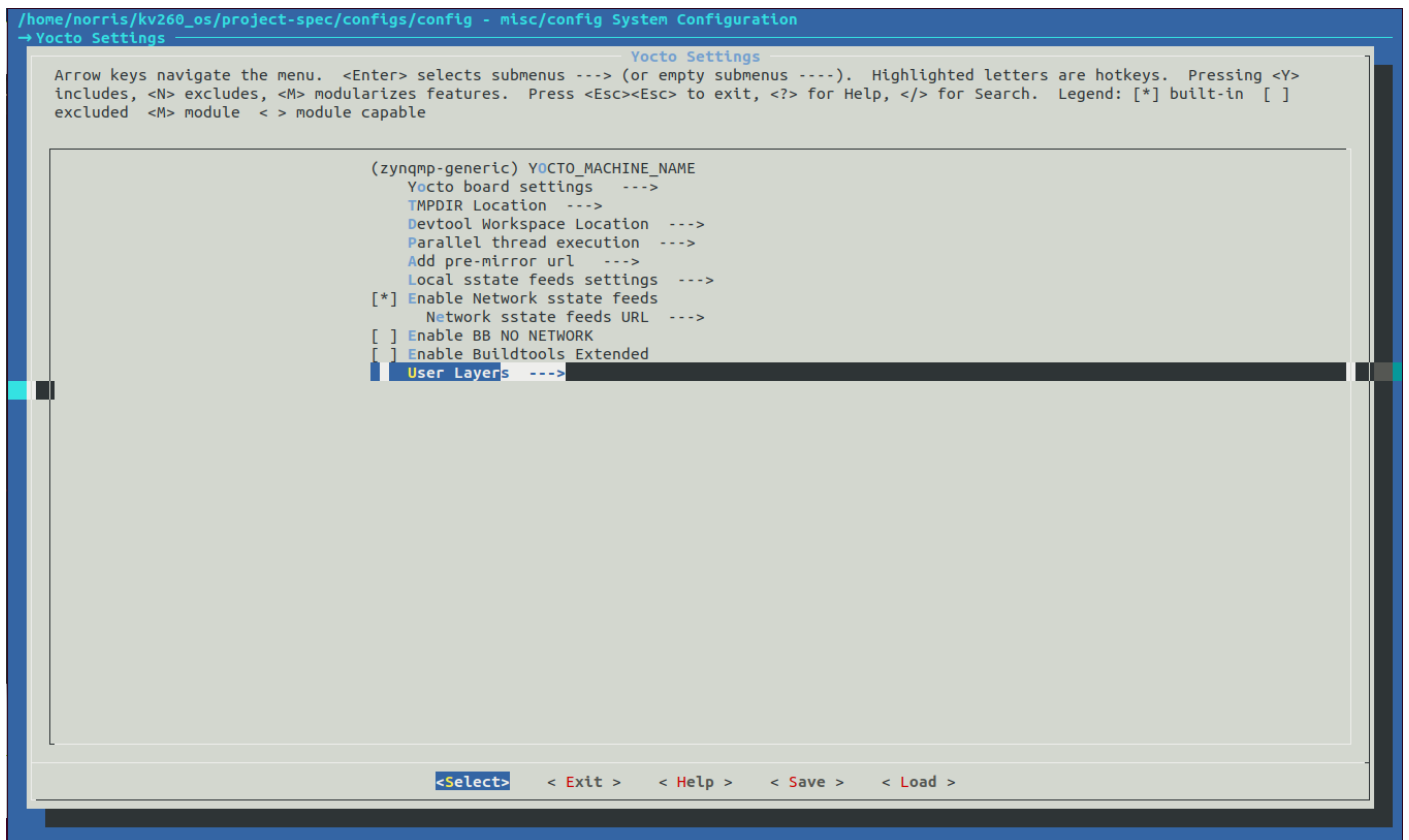 /home/norris/kv260_os/project-spec/configs/config - misc/config System Configuration
→ Yocto Settings
Yocto Settings
Arrow keys navigate the menu.  <Enter> selects submenus ---> (or empty submenus ----).  Highlighted letters are hotkeys.  Pressing <Y>
includes, <N> excludes, <M> modularizes features.  Press <Esc><Esc> to exit, <?> for Help, </> for Search.  Legend: [*] built-in  [ ]
excluded  <M> module  < > module capable
(zynqmp-generic) YOCTO_MACHINE_NAME
Yocto board settings  --->
TMPDIR Location  --->
Devtool Workspace Location  --->
Parallel thread execution  --->
Add pre-mirror url   --->
Local sstate feeds settings  --->
[*] Enable Network sstate feeds
Network sstate feeds URL  --->
[ ] Enable BB NO NETWORK
[ ] Enable Buildtools Extended
User Layers  --->
<Select>    < Exit >    < Help >    < Save >    < Load >